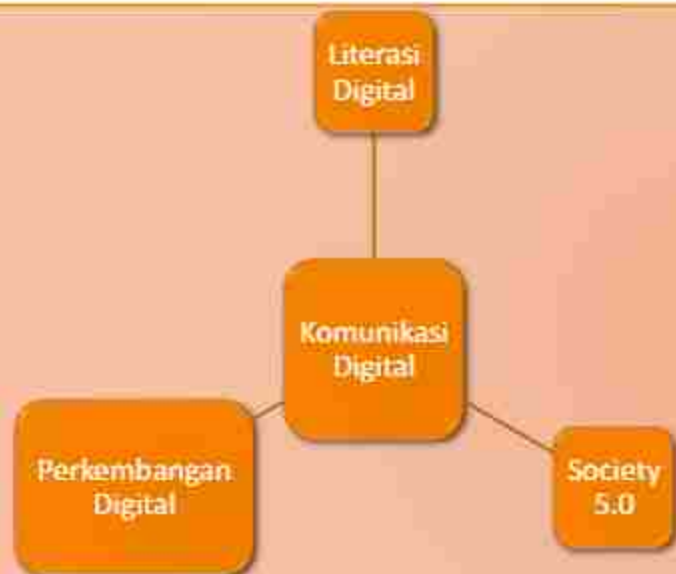 Literasi
Digital
Komunikasi
Digital
Perkembangan
Digital
Society
5.0